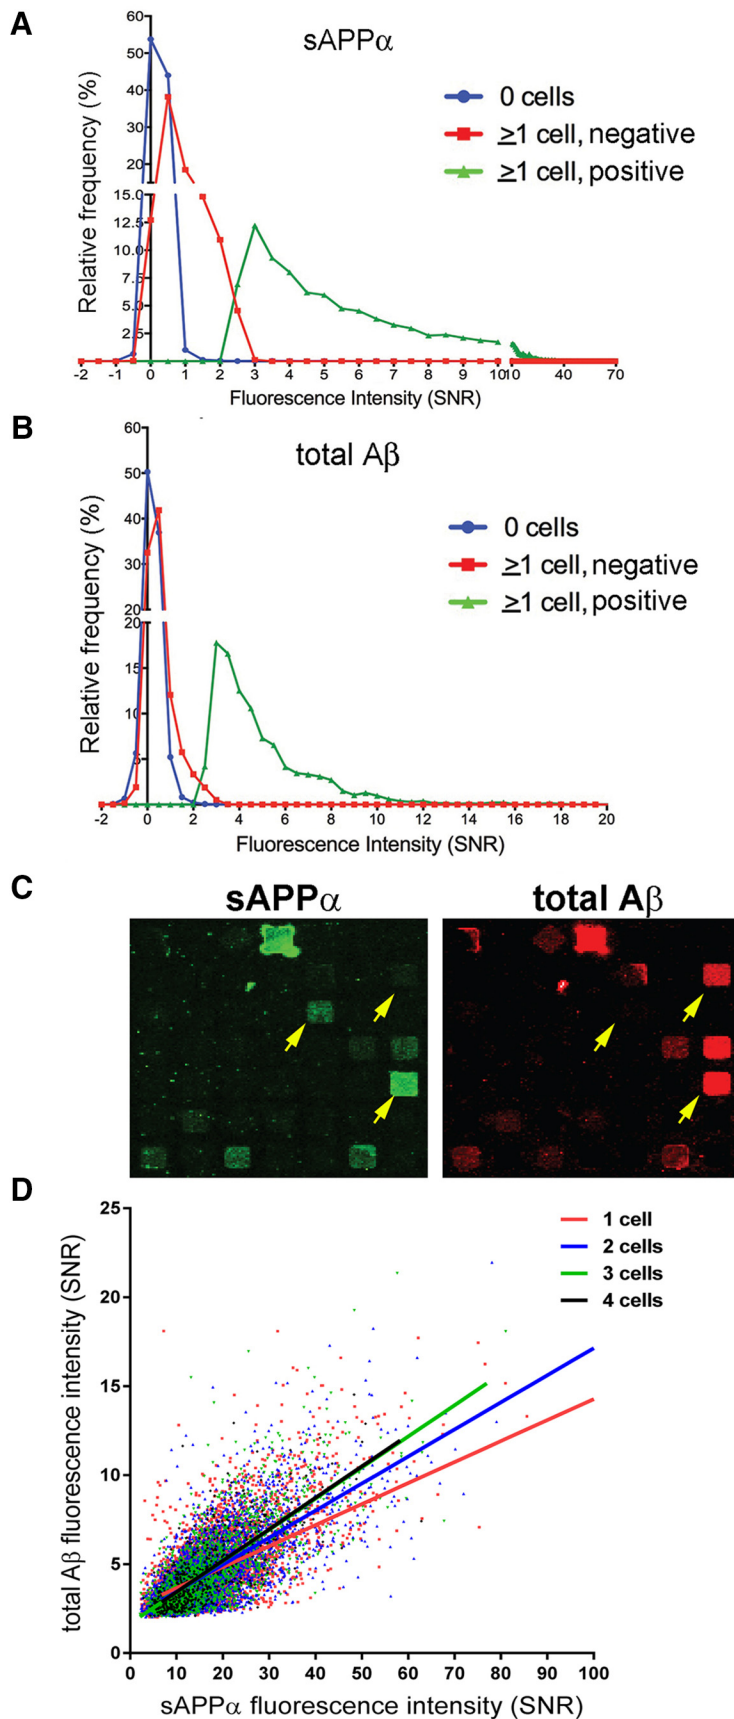 A
sAPPα
0 cells
≥1 cell, negative
≥1 cell, positive
Relative frequency (%)
60
50
40
30
20
15.0
12.5
10.0
7.5
5.0
2.5
-2 -1 0 1 2 3 4 5 6 7 8 9 10 10 40 70
Fluorescence Intensity (SNR)
B
total Aβ
0 cells
≥1 cell, negative
≥1 cell, positive
Relative frequency (%)
60
50
40
30
20
20
15
10
5
-2 0 2 4 6 8 10 12 14 16 18 20
Fluorescence Intensity (SNR)
C
sAPPα total Aβ
D
1 cell
2 cells
3 cells
4 cells
total Aβ fluorescence intensity (SNR)
25
20
15
10
5
0
0 10 20 30 40 50 60 70 80 90 100
sAPPα fluorescence intensity (SNR)